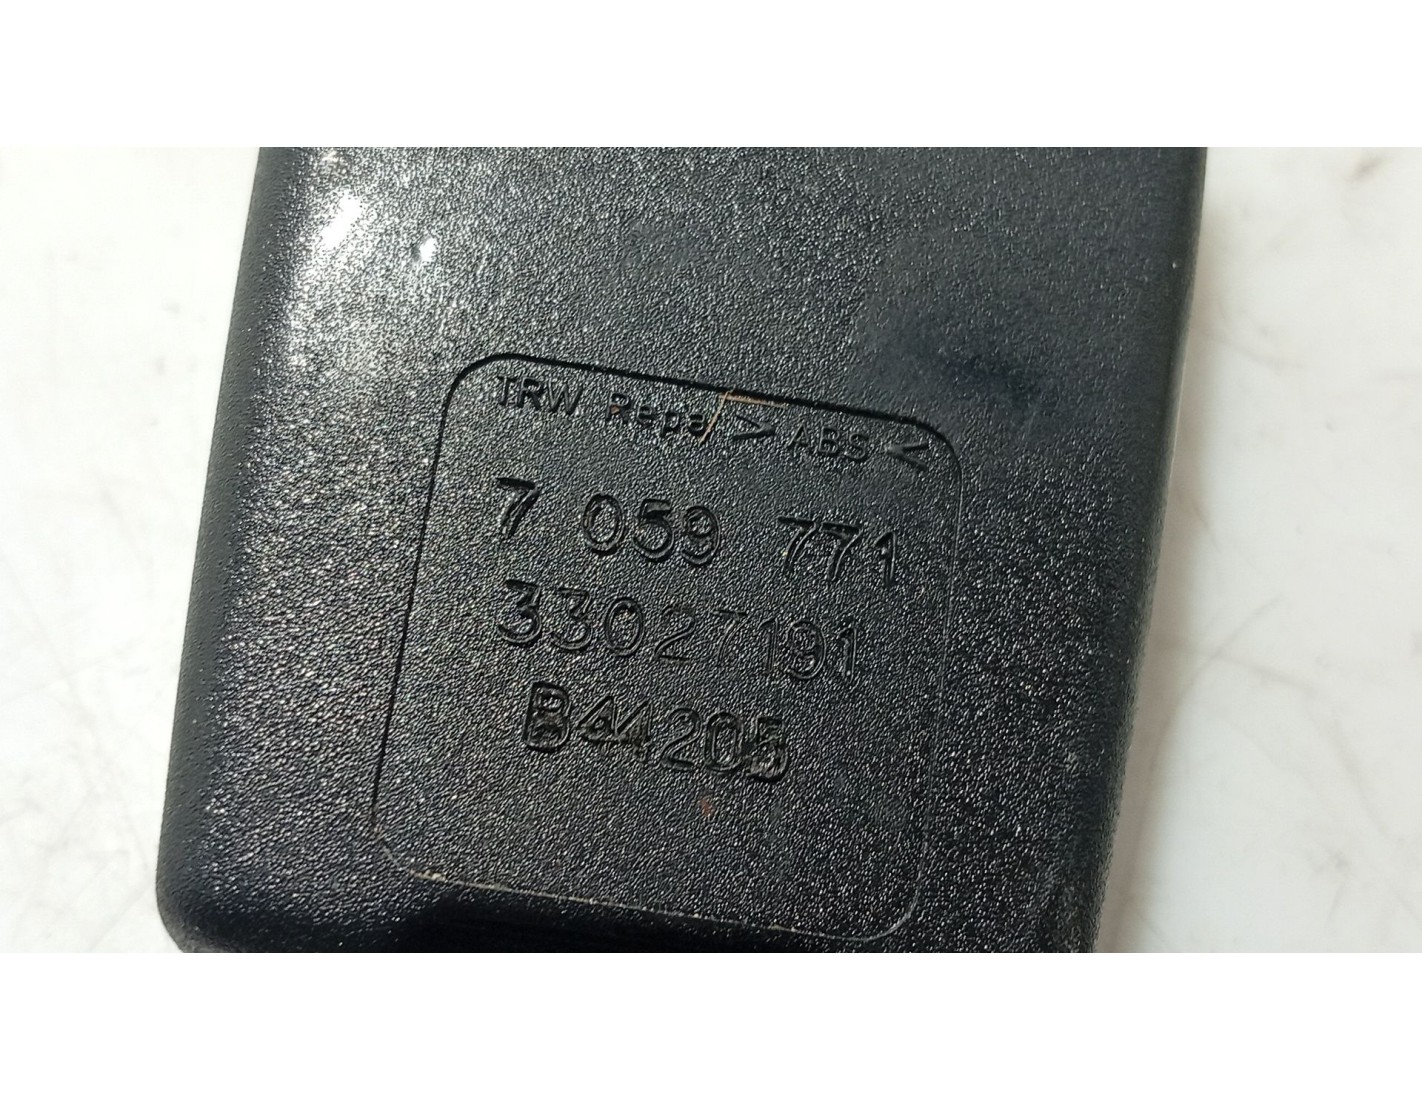 TRW Repa > ABS <
7 059 771
33027191
B44205